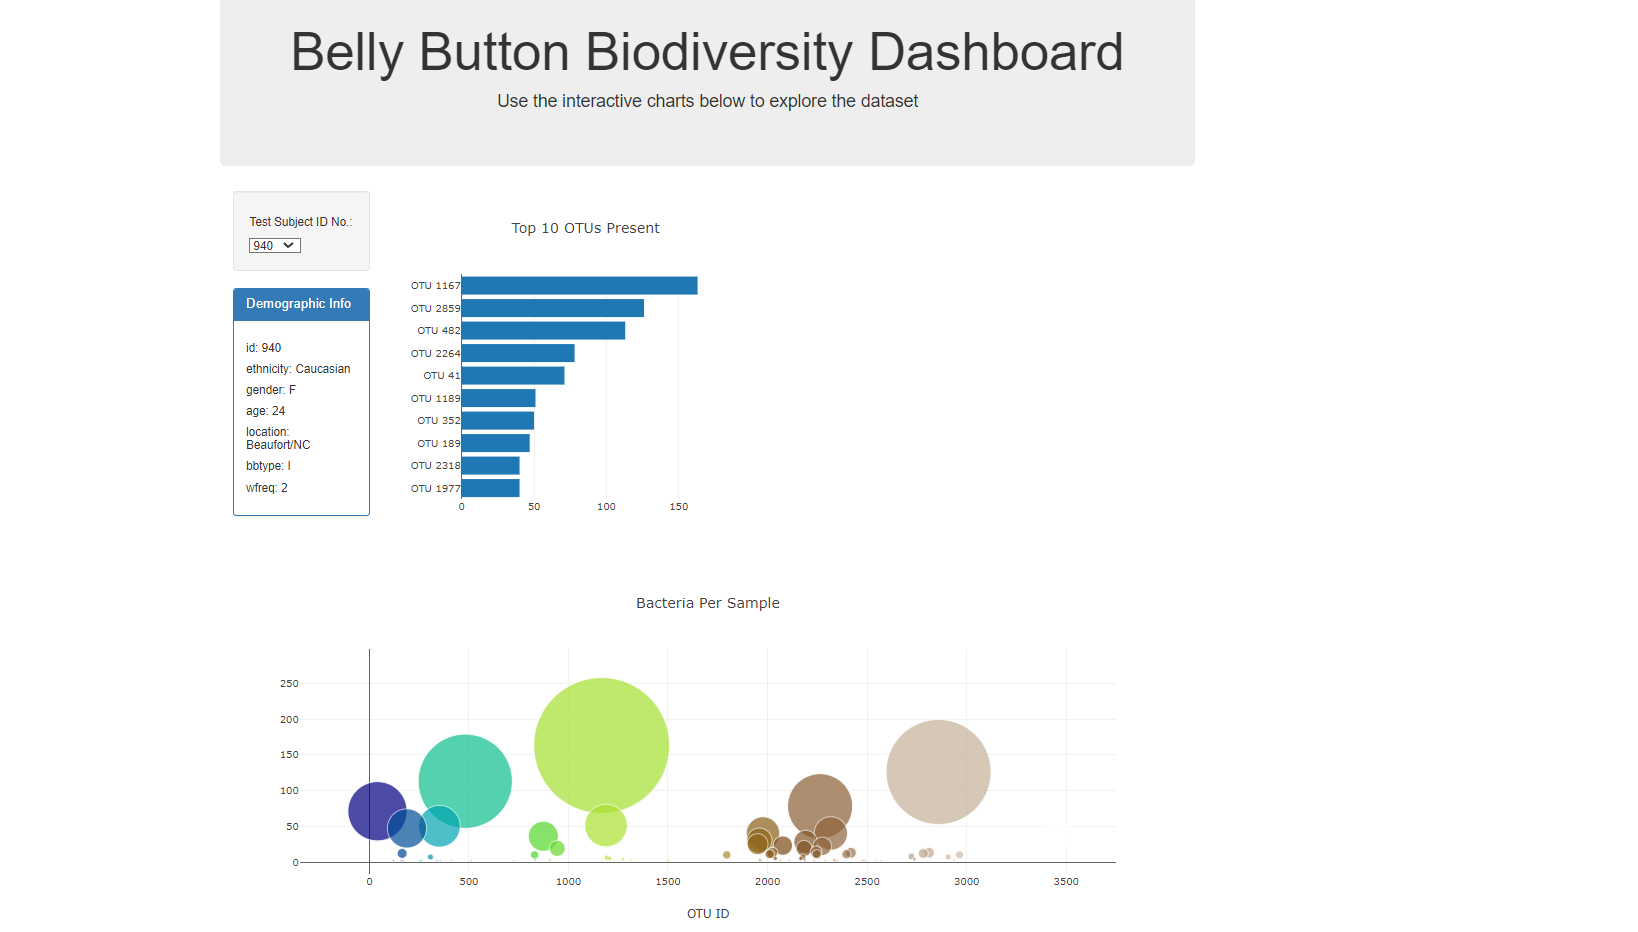 Belly Button Biodiversity Dashboard
Use the interactive charts below to explore the dataset
Test Subject ID No.:
940
Demographic Info
id: 940
ethnicity: Caucasian
gender: F
age: 24
location:
Beaufort/NC
bbtype: I
wfreq: 2
Top 10 OTUs Present
OTU 1167
OTU 2859
OTU 482
OTU 2264
OTU 41
OTU 1189
OTU 352
OTU 189
OTU 2318
OTU 1977
0 50 100 150
Bacteria Per Sample
250
200
150
100
50
0
0 500 1000 1500 2000 2500 3000 3500
OTU ID